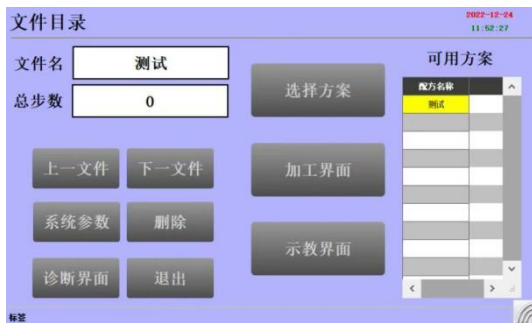 文件目录
2022-12-24
11:52:27
文件名 测试
总步数 0
选择方案
可用方案
配方名称
测试
上一文件 下一文件
加工界面
系统参数 删除
示教界面
诊断界面 退出
标签